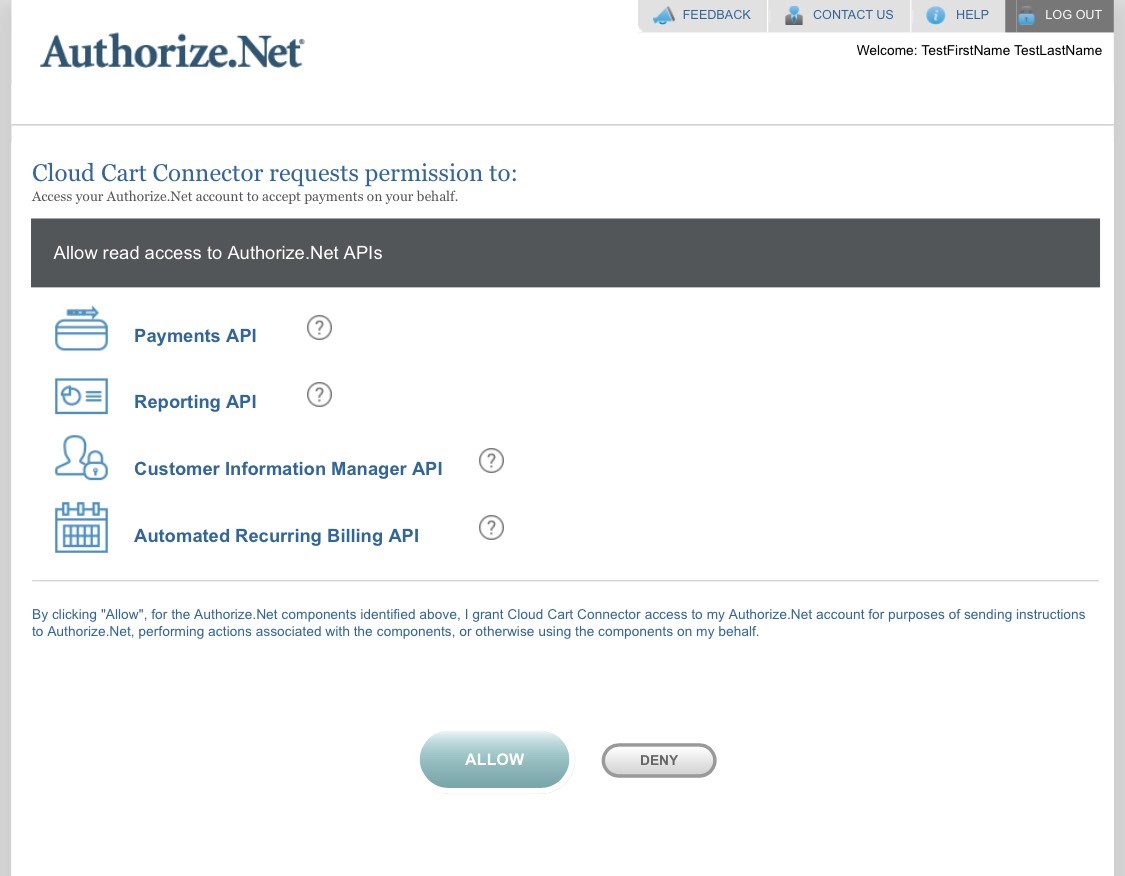 FEEDBACK
CONTACT US
HELP
LOG OUT
Authorize.Net®
Welcome: TestFirstName TestLastName
Cloud Cart Connector requests permission to:
Access your Authorize.Net account to accept payments on your behalf.
Allow read access to Authorize.Net APIs
Payments API ?
Reporting API ?
Customer Information Manager API ?
Automated Recurring Billing API ?
By clicking "Allow", for the Authorize.Net components identified above, I grant Cloud Cart Connector access to my Authorize.Net account for purposes of sending instructions
to Authorize.Net, performing actions associated with the components, or otherwise using the components on my behalf.
ALLOW
DENY